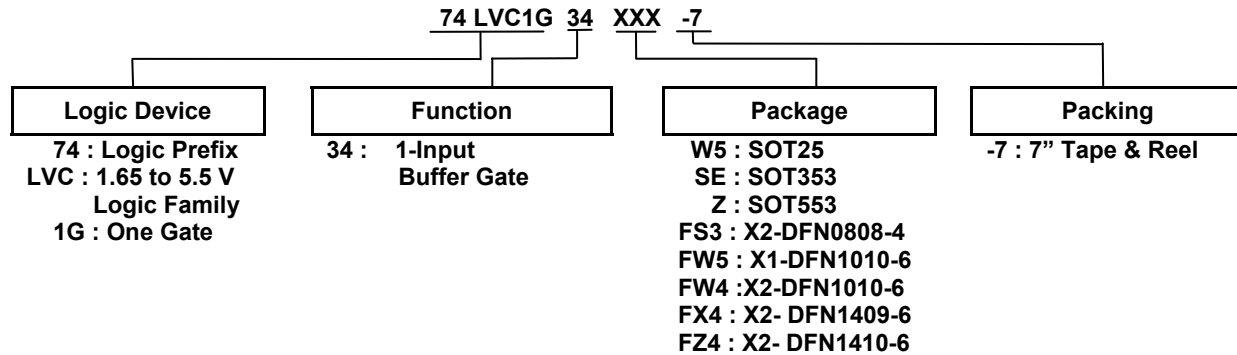 74 LVC1G 34 XXX -7
Logic Device
74 : Logic Prefix
LVC : 1.65 to 5.5 V
Logic Family
1G : One Gate
Function
34 : 1-Input
Buffer Gate
Package
W5 : SOT25
SE : SOT353
Z : SOT553
FS3 : X2-DFN0808-4
FW5 : X1-DFN1010-6
FW4 :X2-DFN1010-6
FX4 : X2- DFN1409-6
FZ4 : X2- DFN1410-6
Packing
-7 : 7” Tape & Reel